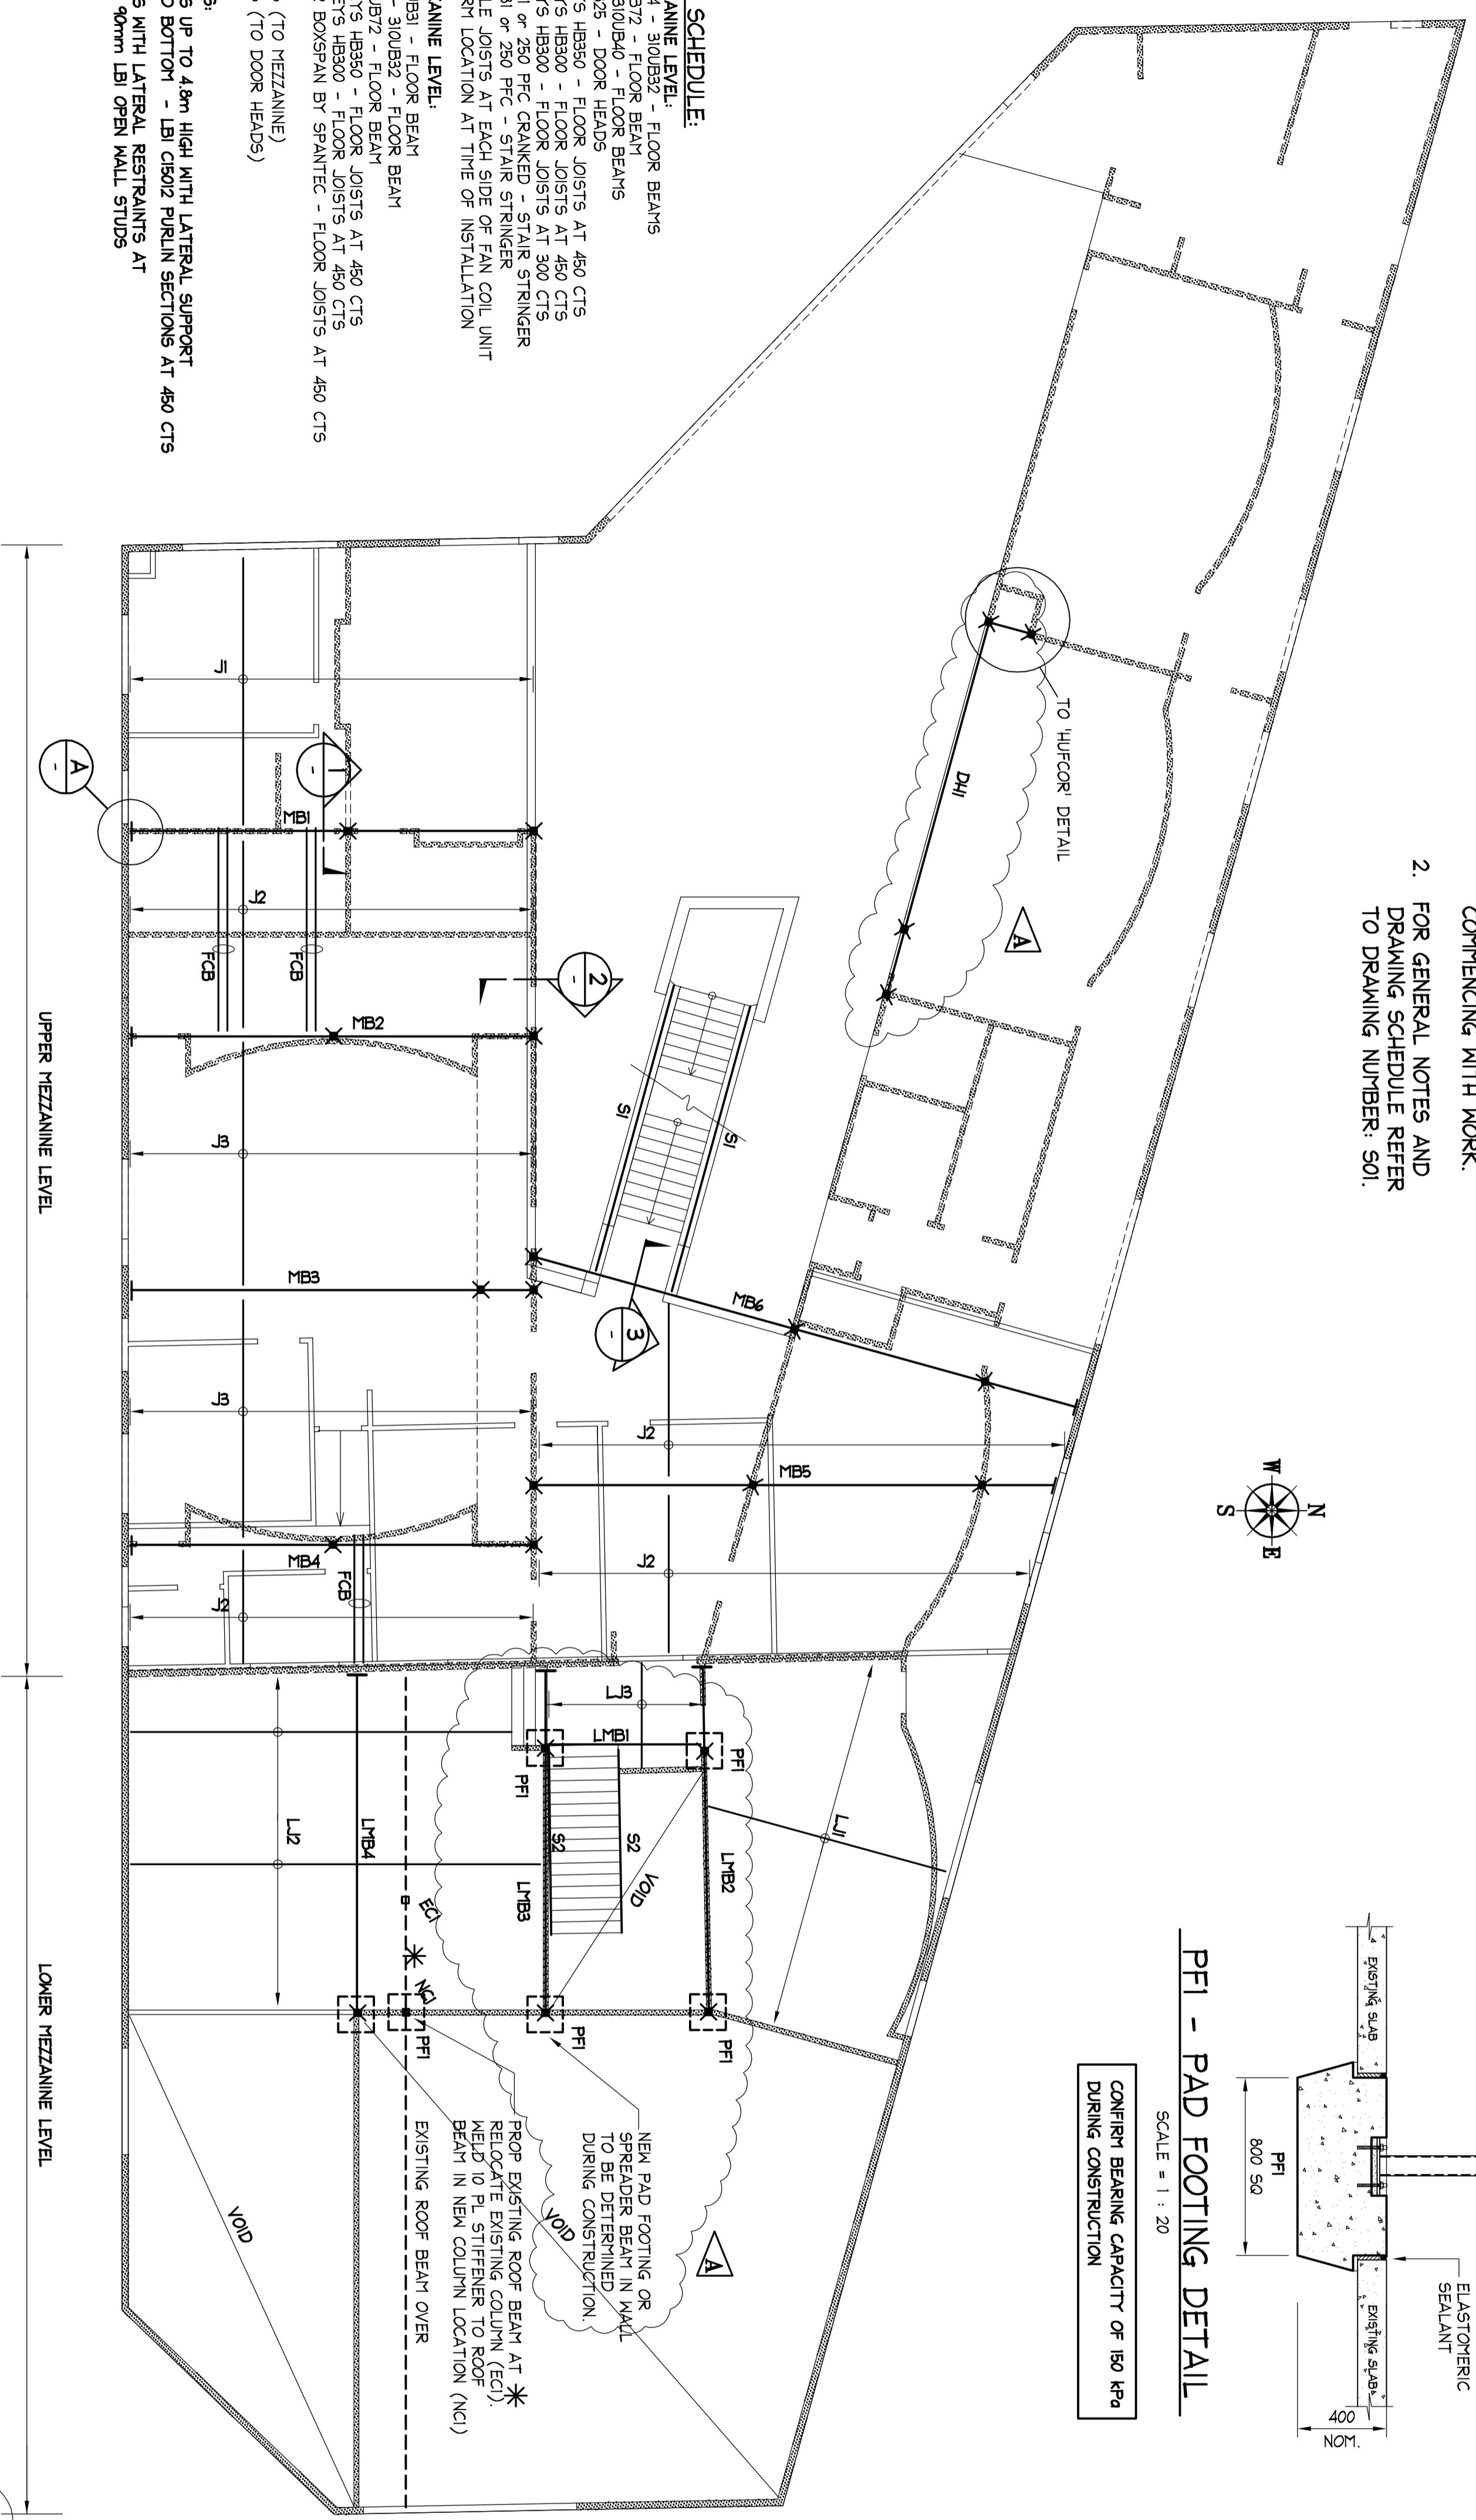 COMMENCING WITH WORK.
2. FOR GENERAL NOTES AND
DRAWING SCHEDULE REFER
TO DRAWING NUMBER: S01.
SCHEDULE:
ANINE LEVEL:
4 - 310UB32 - FLOOR BEAMS
B72 - FLOOR BEAM
310UB40 - FLOOR BEAMS
Q25 - DOOR HEADS
YS HB350 - FLOOR JOISTS AT 450 CTS
YS HB300 - FLOOR JOISTS AT 450 CTS
YS HB300 - FLOOR JOISTS AT 300 CTS
1 or 250 PFC CRANKED - STAIR STRINGER
31 or 250 PFC - STAIR STRINGER
LE JOISTS AT EACH SIDE OF FAN COIL UNIT
RM LOCATION AT TIME OF INSTALLATION
ZANINE LEVEL:
UB31 - FLOOR BEAM
- 310UB32 - FLOOR BEAM
UB72 - FLOOR BEAM
YS HB350 - FLOOR JOISTS AT 450 CTS
EYS HB300 - FLOOR JOISTS AT 450 CTS
R BOXSPAN BY SPANTEC - FLOOR JOISTS AT 450 CTS
(TO MEZZANINE)
(TO DOOR HEADS)
S:
S UP TO 4.8m HIGH WITH LATERAL SUPPORT
D BOTTOM - LBI C15012 PURLIN SECTIONS AT 450 CTS
S WITH LATERAL RESTRAINTS AT
90mm LBI OPEN WALL STUDS
TO 'HUFCOR' DETAIL
DH1
A
J1
A
-
1
-
MB1
J2
FCB
FCB
MB2
2
-
J3
S1
S1
MB3
3
-
MB6
J3
J2
MB5
MB4
FCB
J2
J2
N
W
E
S
UPPER MEZZANINE LEVEL
LJ3
LMB1
PF1
PF1
LJ2
LMB4
EC1
LMB3
S2
S2
VOID
LMB2
LJ1
NC1
PF1
PF1
PF1
NEW PAD FOOTING OR
SPREADER BEAM IN WALL
TO BE DETERMINED
DURING CONSTRUCTION.
PROP EXISTING ROOF BEAM AT
RELOCATE EXISTING COLUMN (EC1).
WELD 10 PL STIFFENER TO ROOF
BEAM IN NEW COLUMN LOCATION (NC1)
EXISTING ROOF BEAM OVER
VOID
VOID
A
LOWER MEZZANINE LEVEL
EXISTING SLAB
EXISTING SLAB
ELASTOMERIC
SEALANT
400
NOM.
800 SQ
PF1
PF1 - PAD FOOTING DETAIL
SCALE = 1 : 20
CONFIRM BEARING CAPACITY OF 150 kPa
DURING CONSTRUCTION